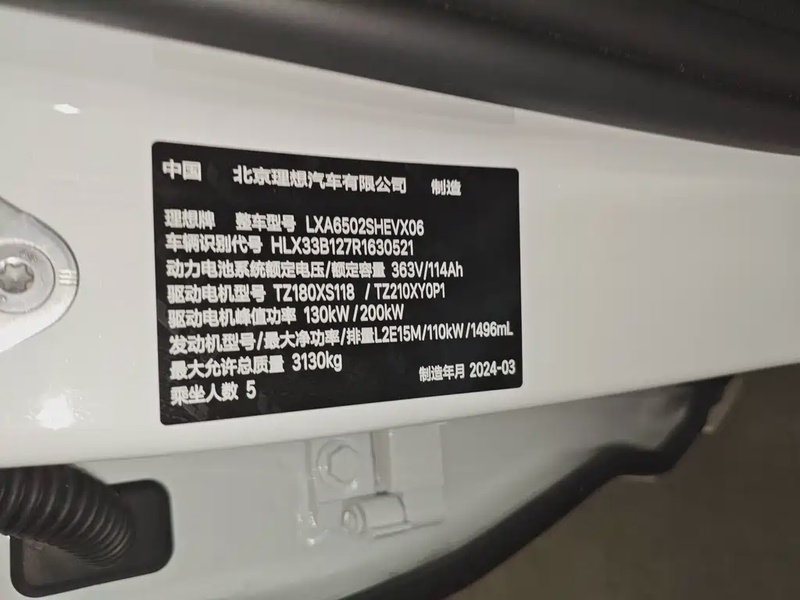 中国 北京理想汽车有限公司 制造
理想牌 整车型号 LXA6502SHEVX06
车辆识别代号 HLX33B127R1630521
动力电池系统额定电压/额定容量 363V/114Ah
驱动电机型号 TZ180XS118 /TZ210XY0P1
驱动电机峰值功率 130kW/200kW
发动机型号/最大净功率/排量L2E15M/110kW/1496mL
最大允许总质量 3130kg
乘坐人数 5 制造年月 2024-03